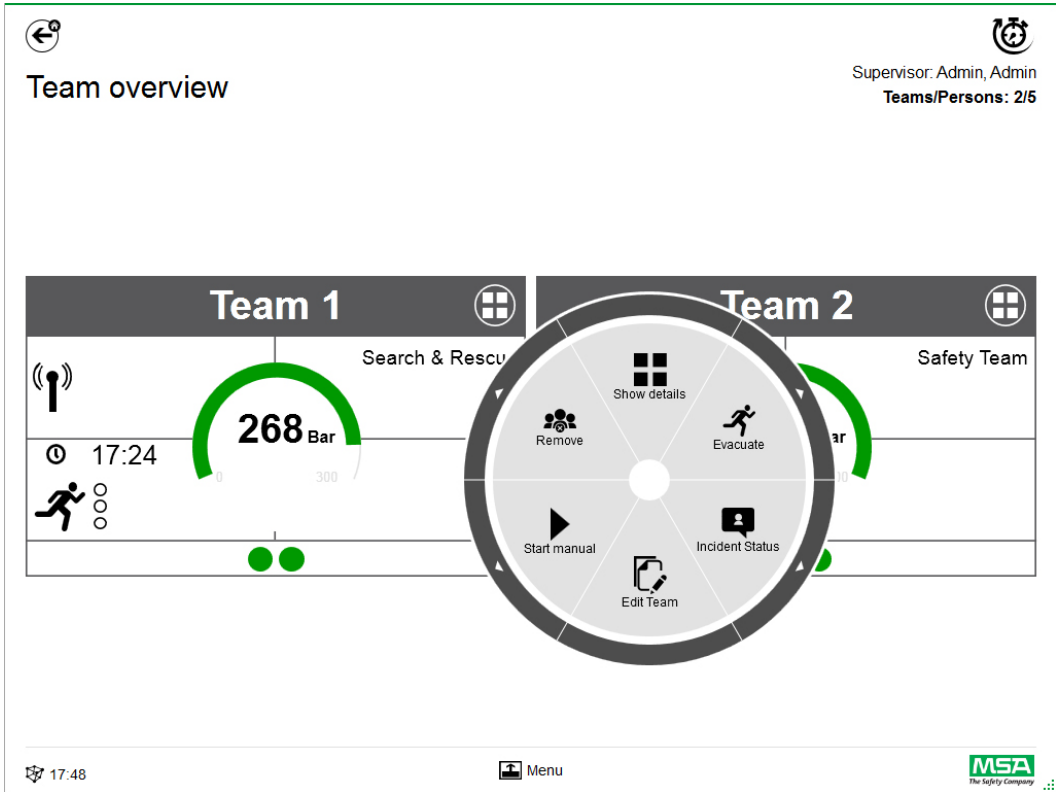 Team overview
Supervisor: Admin, Admin
Teams/Persons: 2/5
Team 1
Team 2
Search & Rescu
Safety Team
268 Bar
0
300
17:24
ar
00
Show details
Remove
Evacuate
Start manual
Incident Status
Edit Team
17:48
Menu
MSA
The Safety Company